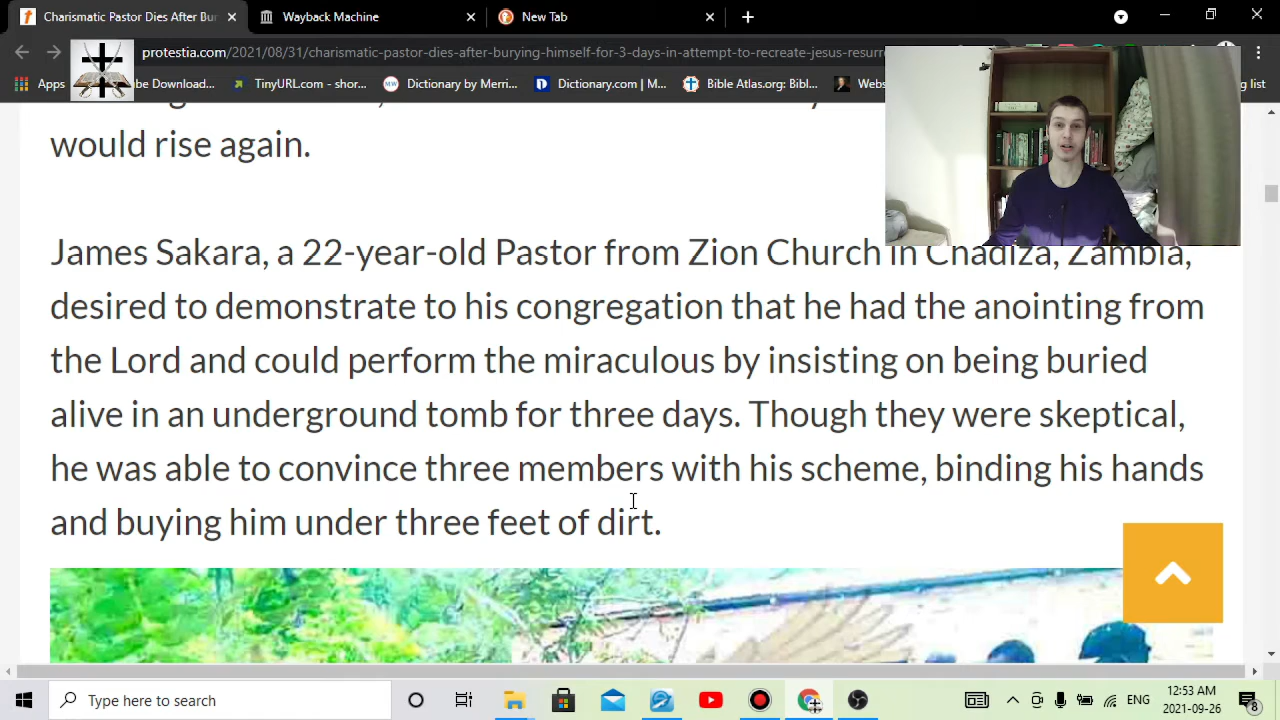 Charismatic Pastor Dies After Bur
Wayback Machine
New Tab
protestia.com/2021/08/31/charismatic-pastor-dies-after-burying-himself-for-3-days-in-attempt-to-recreatejesus-resurre
Apps
be Download...
TinyURL.com - shor...
MW
Dictionary by Merri...
D
Dictionary.com | M...
Bible Atlas.org: Bibl...
Webs
g list
would rise again.
James Sakara, a 22-year-old Pastor from Zion Church in Chadiza, Zambia,
desired to demonstrate to his congregation that he had the anointing from
the Lord and could perform the miraculous by insisting on being buried
alive in an underground tomb for three days. Though they were skeptical,
he was able to convince three members with his scheme, binding his hands
and buying him under three feet of dirt.
Type here to search
ENG
12:53 AM
2021-09-26
8